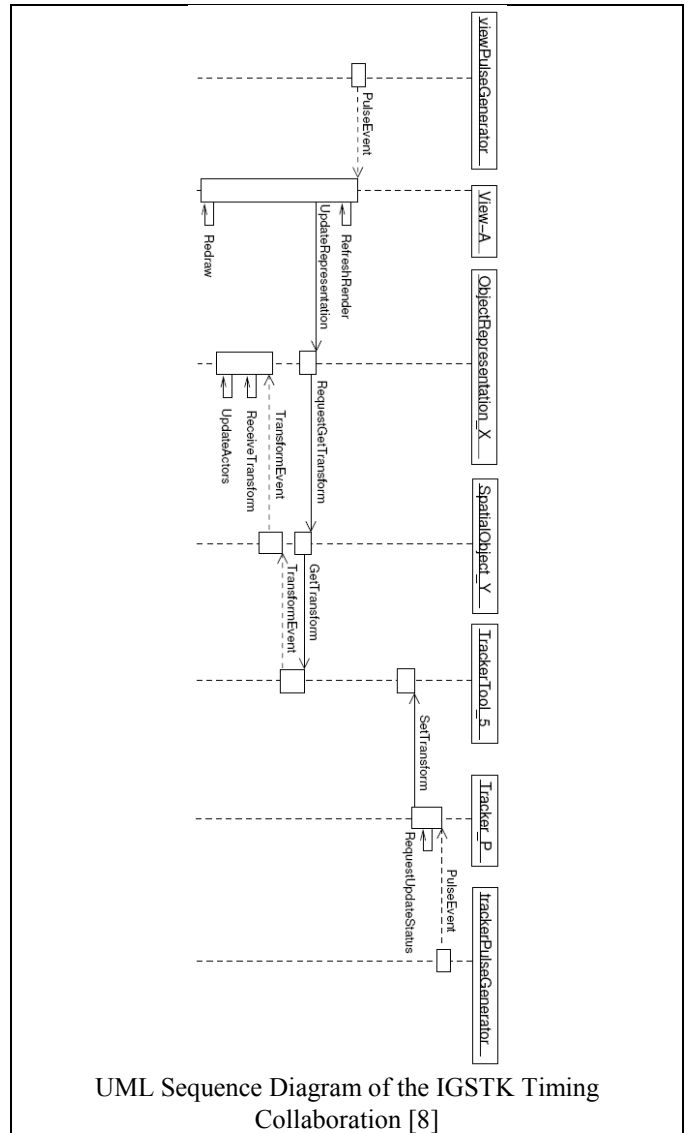 viewPulseGenerator
View-A
ObjectRepresentation_X
SpatialObject_Y
TrackerTool_5
Tracker_P
trackerPulseGenerator
PulseEvent
RequestUpdateStatus
SetTransform
PulseEvent
RefreshRender
UpdateRepresentation
RequestGetTransform
GetTransform
TransformEvent
TransformEvent
ReceiveTransform
UpdateActors
Redraw
UML Sequence Diagram of the IGSTK Timing
Collaboration [8]